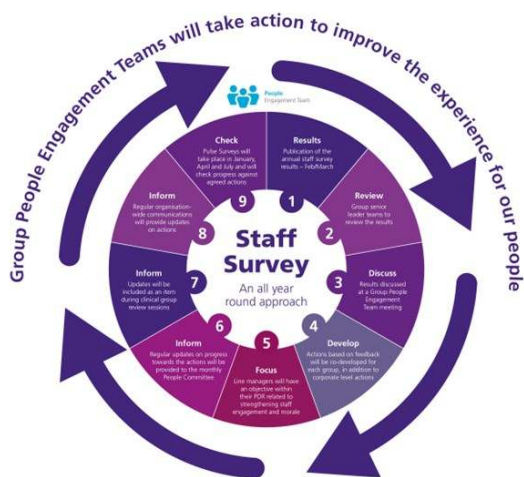 Group People Engagement Teams will take action to improve the experience for our people
People
Engagement Team
Staff
Survey
An all year
round approach
1
Results
Publication of the
annual staff survey
results – Feb/March
2
Review
Group senior
leader teams to
review the results
3
Discuss
Results discussed
at a Group People
Engagement
Team meeting
4
Develop
Actions based on feedback
will be co-developed for
each group, in addition to
corporate level actions
5
Focus
Line managers will have
an objective within
their PDR related to
strengthening staff
engagement and morale
6
Inform
Regular updates on progress
towards the actions will be
provided to the monthly
People Committee
7
Inform
Updates will be
included as an item
during clinical group
review sessions
8
Inform
Regular organisation-
wide communications
will provide updates
on actions
9
Check
Pulse Surveys will
take place in January,
April and July and will
check progress against
agreed actions